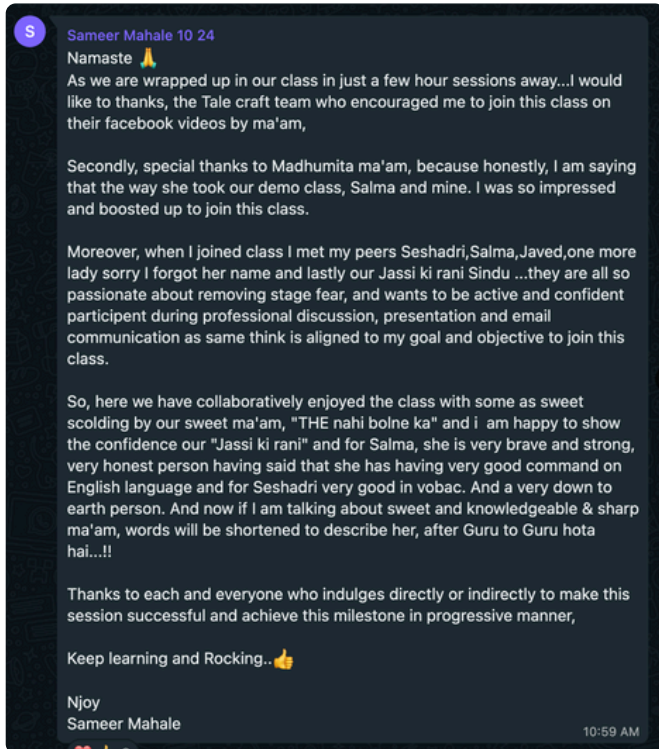 S
Sameer Mahale 10 24
Namaste 🙏
As we are wrapped up in our class in just a few hour sessions away...I would
like to thanks, the Tale craft team who encouraged me to join this class on
their facebook videos by ma'am,
Secondly, special thanks to Madhumita ma'am, because honestly, I am saying
that the way she took our demo class, Salma and mine. I was so impressed
and boosted up to join this class.
Moreover, when I joined class I met my peers Seshadri,Salma,Javed,one more
lady sorry I forgot her name and lastly our Jassi ki rani Sindu ...they are all so
passionate about removing stage fear, and wants to be active and confident
participent during professional discussion, presentation and email
communication as same think is aligned to my goal and objective to join this
class.
So, here we have collaboratively enjoyed the class with some as sweet
scolding by our sweet ma'am, "THE nahi bolne ka" and i  am happy to show
the confidence our "Jassi ki rani" and for Salma, she is very brave and strong,
very honest person having said that she has having very good command on
English language and for Seshadri very good in vobac. And a very down to
earth person. And now if I am talking about sweet and knowledgeable & sharp
ma'am, words will be shortened to describe her, after Guru to Guru hota
hai...!!
Thanks to each and everyone who indulges directly or indirectly to make this
session successful and achieve this milestone in progressive manner,
Keep learning and Rocking..👍
Njoy
Sameer Mahale
10:59 AM